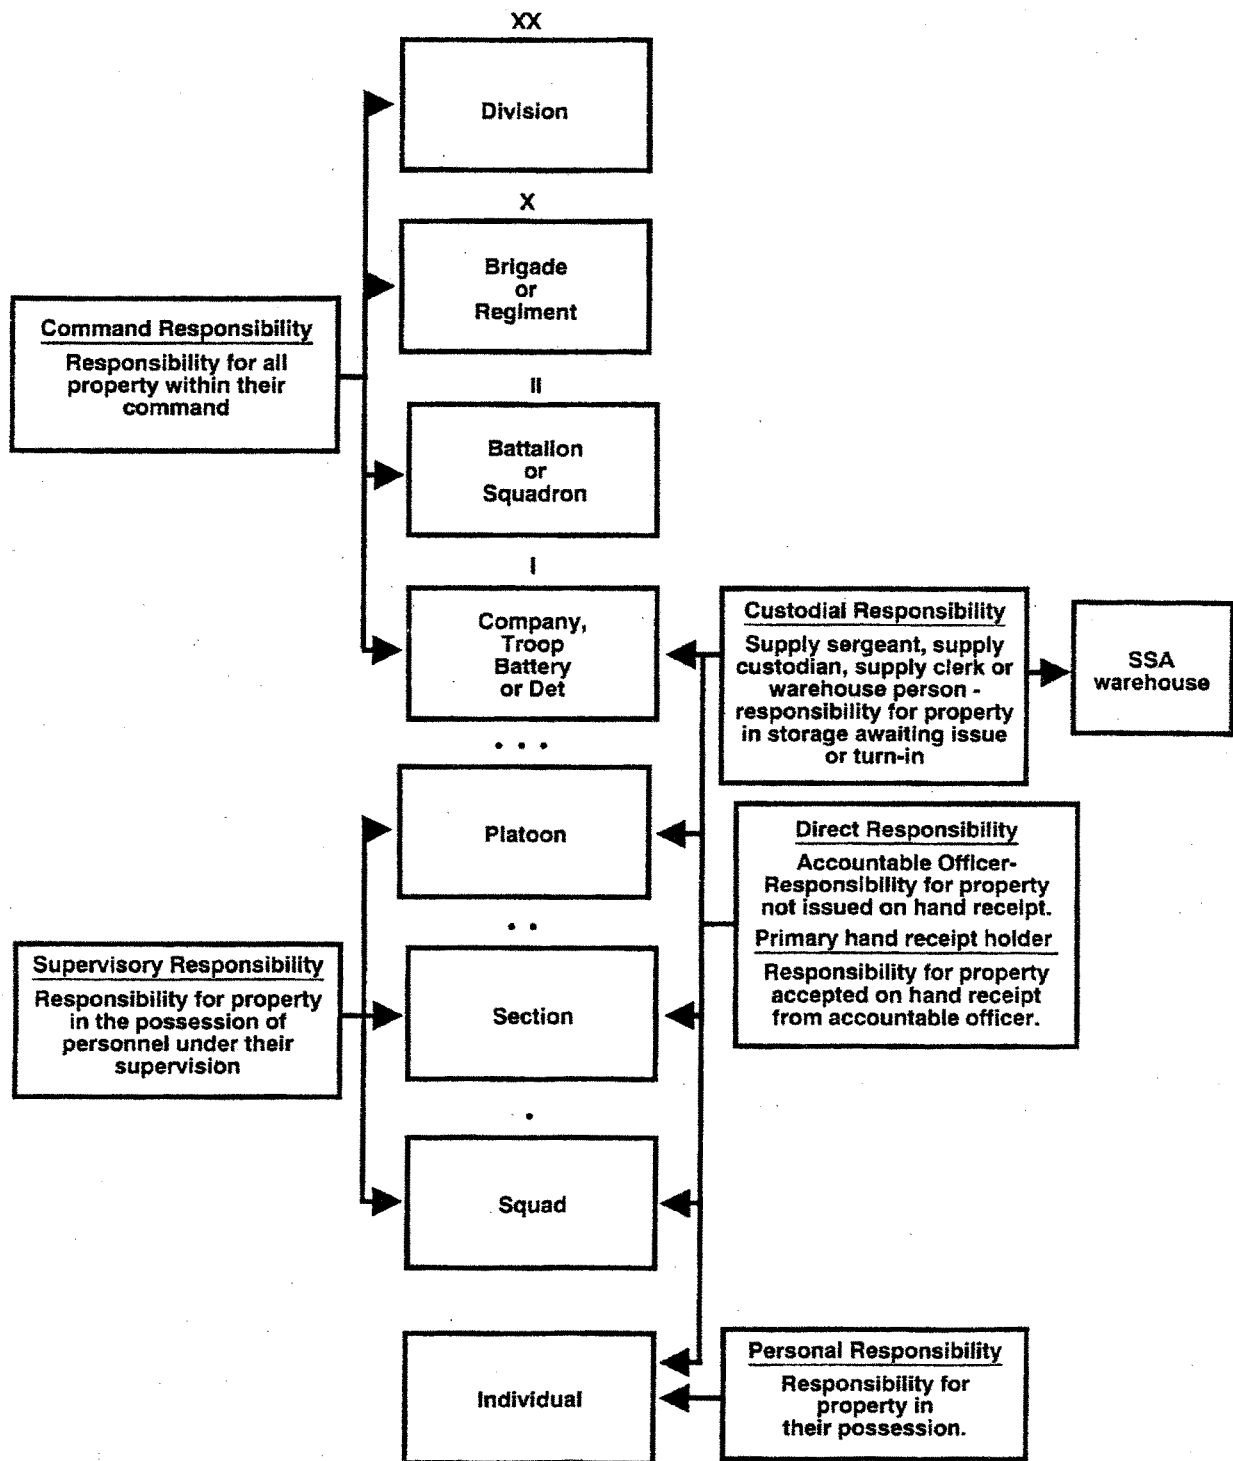 XX
Division
X
Brigade
or
Regiment
Command Responsibility
Responsibility for all
property within their
command
II
Battalion
or
Squadron
I
Company,
Troop
Battery
or Det
Custodial Responsibility
Supply sergeant, supply
custodian, supply clerk or
warehouse person -
responsibility for property
in storage awaiting issue
or turn-in
SSA
warehouse
• • •
Platoon
Direct Responsibility
Accountable Officer-
Responsibility for property
not issued on hand receipt.
Primary hand receipt holder
Responsibility for property
accepted on hand receipt
from accountable officer.
• •
Supervisory Responsibility
Responsibility for property
in the possession of
personnel under their
supervision
Section
•
Squad
Individual
Personal Responsibility
Responsibility for
property in
their possession.